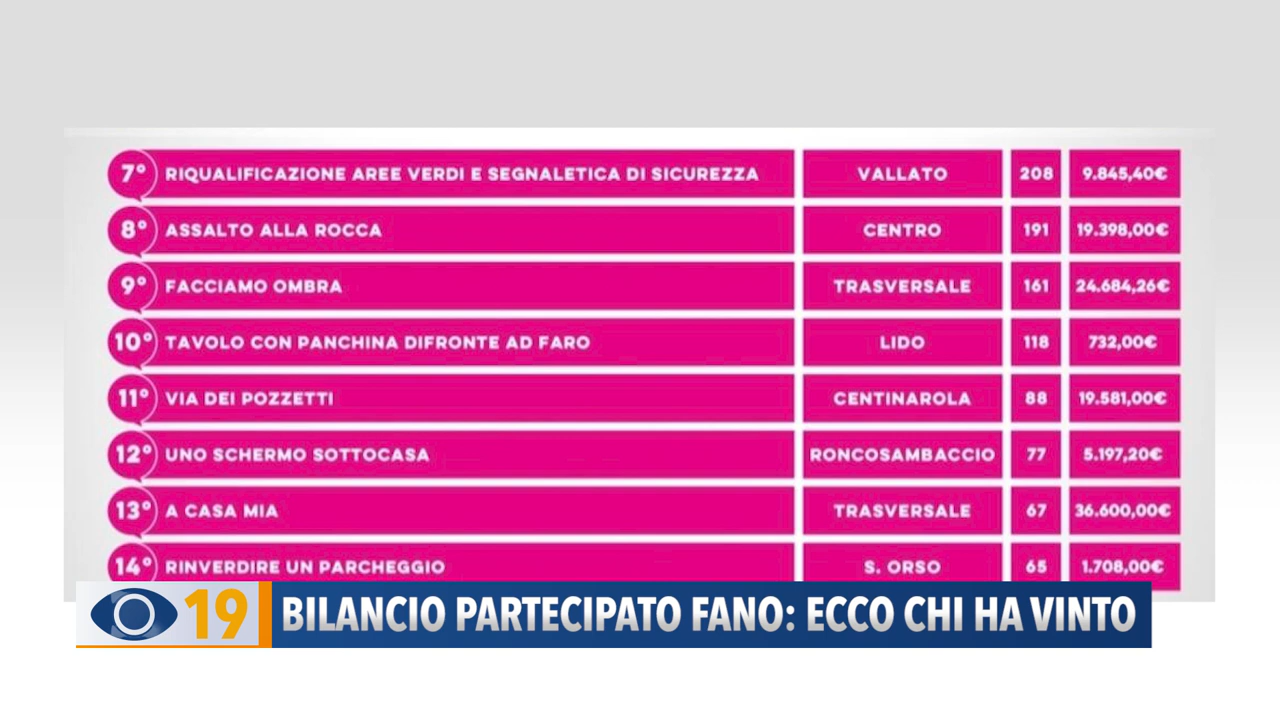 7° RIQUALIFICAZIONE AREE VERDI E SEGNALETICA DI SICUREZZA VALLATO 208 9.845,40€
8° ASSALTO ALLA ROCCA CENTRO 191 19.398,00€
9° FACCIAMO OMBRA TRASVERSALE 161 24.684,26€
10° TAVOLO CON PANCHINA DIFRONTE AD FARO LIDO 118 732,00€
11° VIA DEI POZZETTI CENTINAROLA 88 19.581,00€
12° UNO SCHERMO SOTTOCASA RONCOSAMBACCIO 77 5.197,20€
13° A CASA MIA TRASVERSALE 67 36.600,00€
14° RINVERDIRE UN PARCHEGGIO S. ORSO 65 1.708,00€
19 BILANCIO PARTECIPATO FANO: ECCO CHI HA VINTO